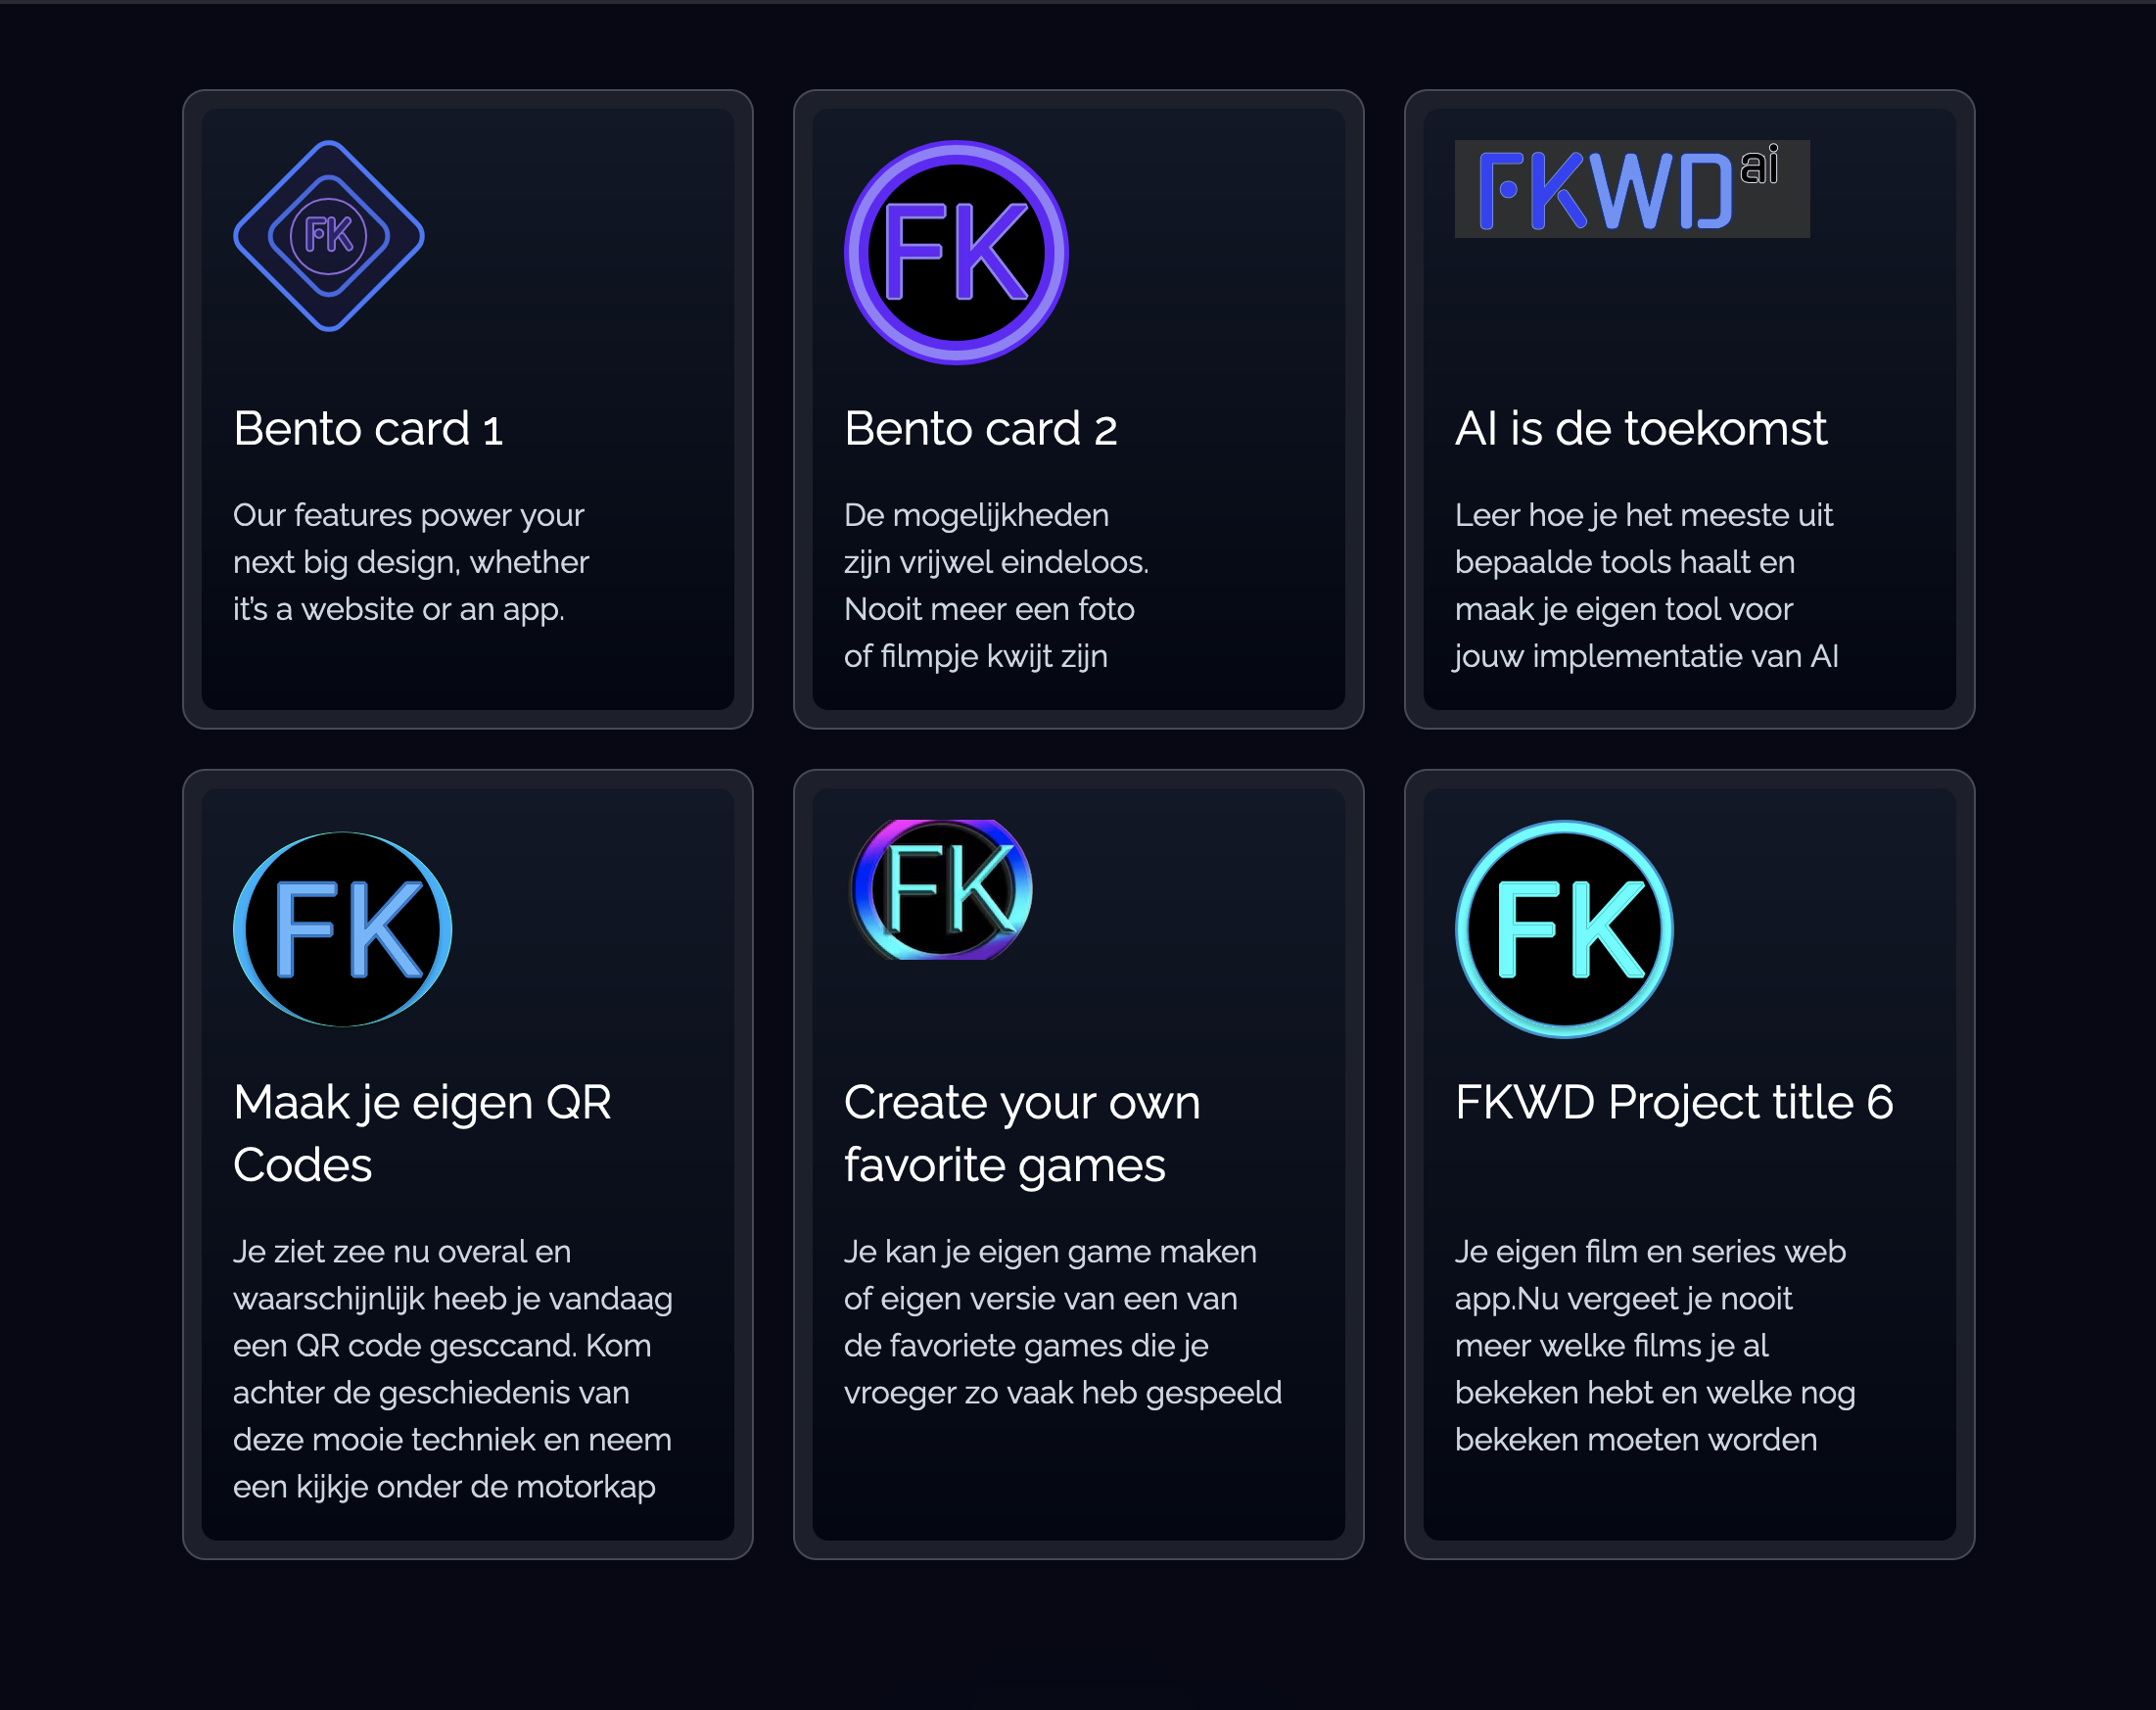 FK
FK
FKWD ai
Bento card 1
Bento card 2
AI is de toekomst
Our features power your
next big design, whether
it's a website or an app.
De mogelijkheden
zijn vrijwel eindeloos.
Nooit meer een foto
of filmpje kwijt zijn
Leer hoe je het meeste uit
bepaalde tools haalt en
maak je eigen tool voor
jouw implementatie van AI
FK
FK
FK
Maak je eigen QR
Codes
Create your own
favorite games
FKWD Project title 6
Je ziet zee nu overal en
waarschijnlijk heeb je vandaag
een QR code gesccand. Kom
achter de geschiedenis van
deze mooie techniek en neem
een kijkje onder de motorkap
Je kan je eigen game maken
of eigen versie van een van
de favoriete games die je
vroeger zo vaak heb gespeeld
Je eigen film en series web
app.Nu vergeet je nooit
meer welke films je al
bekeken hebt en welke nog
bekeken moeten worden